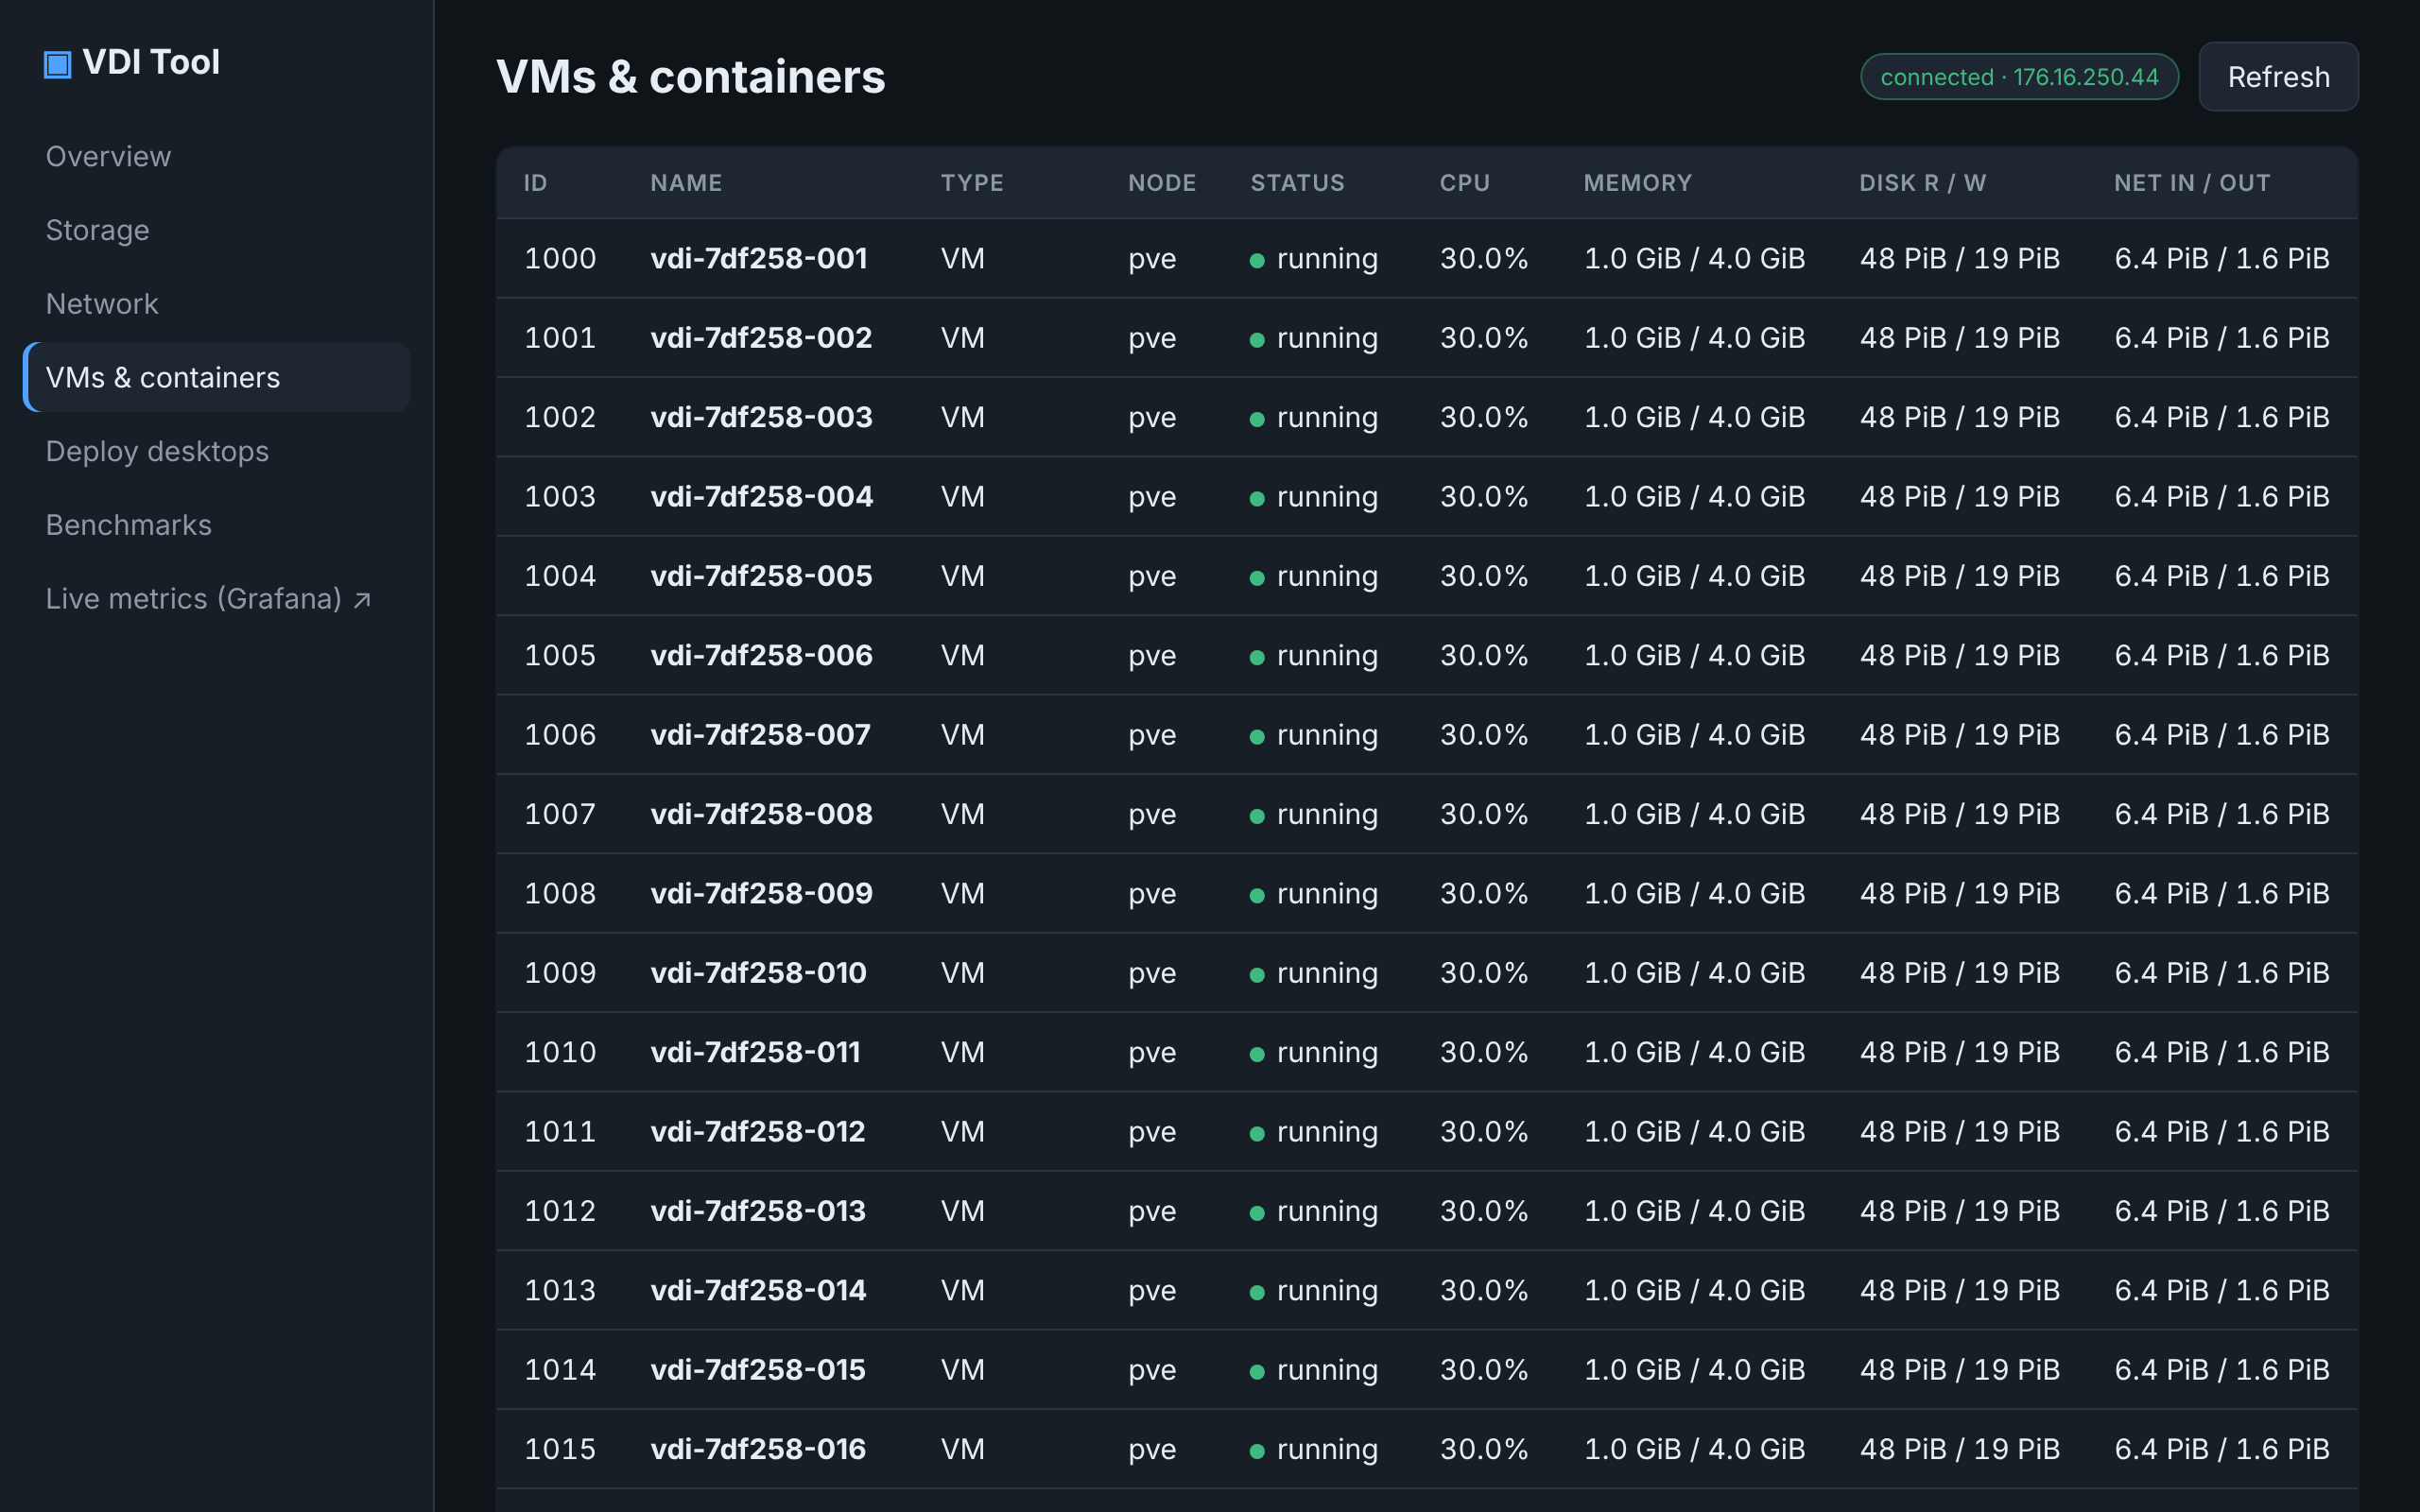 VDI Tool
Overview
Storage
Network
VMs & containers
Deploy desktops
Benchmarks
Live metrics (Grafana) ↗
VMs & containers
connected · 176.16.250.44
Refresh
ID NAME TYPE NODE STATUS CPU MEMORY DISK R / W NET IN / OUT
1000 vdi-7df258-001 VM pve running 30.0% 1.0 GiB / 4.0 GiB 48 PiB / 19 PiB 6.4 PiB / 1.6 PiB
1001 vdi-7df258-002 VM pve running 30.0% 1.0 GiB / 4.0 GiB 48 PiB / 19 PiB 6.4 PiB / 1.6 PiB
1002 vdi-7df258-003 VM pve running 30.0% 1.0 GiB / 4.0 GiB 48 PiB / 19 PiB 6.4 PiB / 1.6 PiB
1003 vdi-7df258-004 VM pve running 30.0% 1.0 GiB / 4.0 GiB 48 PiB / 19 PiB 6.4 PiB / 1.6 PiB
1004 vdi-7df258-005 VM pve running 30.0% 1.0 GiB / 4.0 GiB 48 PiB / 19 PiB 6.4 PiB / 1.6 PiB
1005 vdi-7df258-006 VM pve running 30.0% 1.0 GiB / 4.0 GiB 48 PiB / 19 PiB 6.4 PiB / 1.6 PiB
1006 vdi-7df258-007 VM pve running 30.0% 1.0 GiB / 4.0 GiB 48 PiB / 19 PiB 6.4 PiB / 1.6 PiB
1007 vdi-7df258-008 VM pve running 30.0% 1.0 GiB / 4.0 GiB 48 PiB / 19 PiB 6.4 PiB / 1.6 PiB
1008 vdi-7df258-009 VM pve running 30.0% 1.0 GiB / 4.0 GiB 48 PiB / 19 PiB 6.4 PiB / 1.6 PiB
1009 vdi-7df258-010 VM pve running 30.0% 1.0 GiB / 4.0 GiB 48 PiB / 19 PiB 6.4 PiB / 1.6 PiB
1010 vdi-7df258-011 VM pve running 30.0% 1.0 GiB / 4.0 GiB 48 PiB / 19 PiB 6.4 PiB / 1.6 PiB
1011 vdi-7df258-012 VM pve running 30.0% 1.0 GiB / 4.0 GiB 48 PiB / 19 PiB 6.4 PiB / 1.6 PiB
1012 vdi-7df258-013 VM pve running 30.0% 1.0 GiB / 4.0 GiB 48 PiB / 19 PiB 6.4 PiB / 1.6 PiB
1013 vdi-7df258-014 VM pve running 30.0% 1.0 GiB / 4.0 GiB 48 PiB / 19 PiB 6.4 PiB / 1.6 PiB
1014 vdi-7df258-015 VM pve running 30.0% 1.0 GiB / 4.0 GiB 48 PiB / 19 PiB 6.4 PiB / 1.6 PiB
1015 vdi-7df258-016 VM pve running 30.0% 1.0 GiB / 4.0 GiB 48 PiB / 19 PiB 6.4 PiB / 1.6 PiB